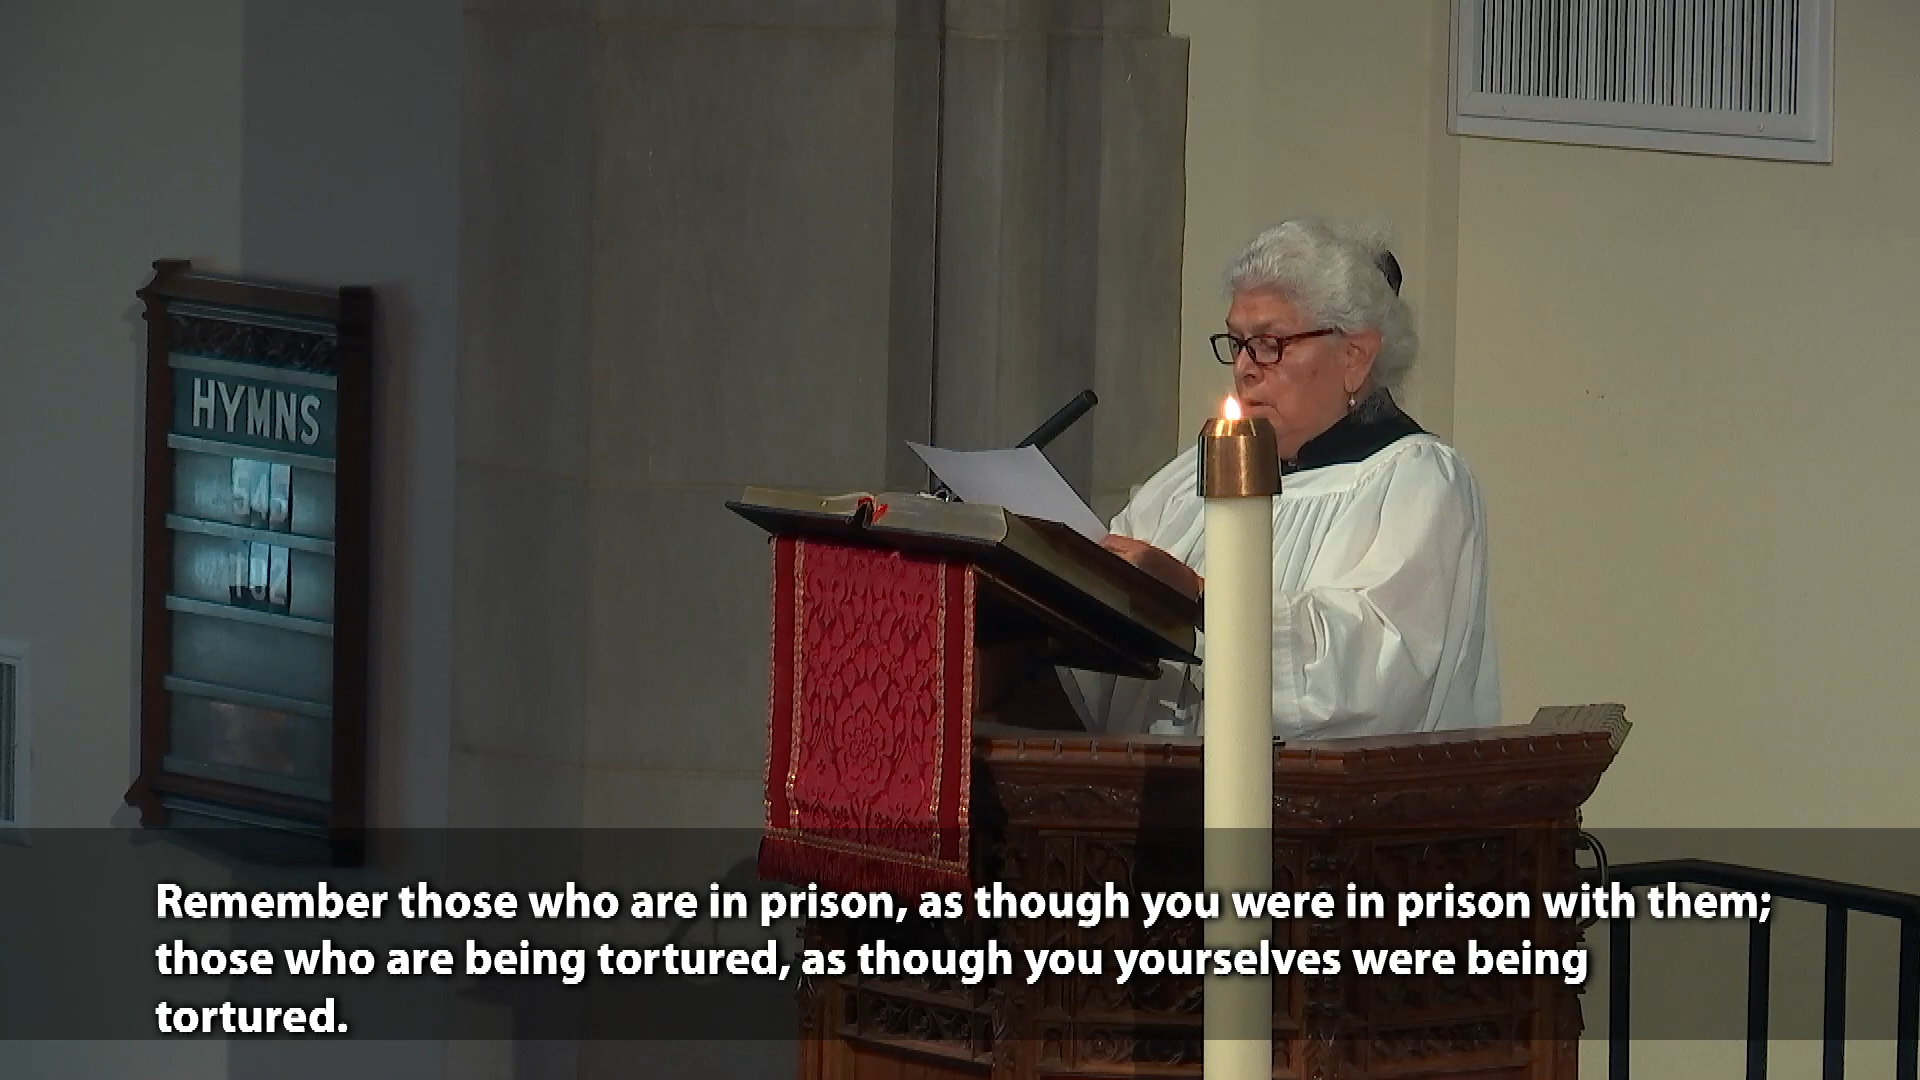 HYMNS
545
102
Remember those who are in prison, as though you were in prison with them;
those who are being tortured, as though you yourselves were being
tortured.